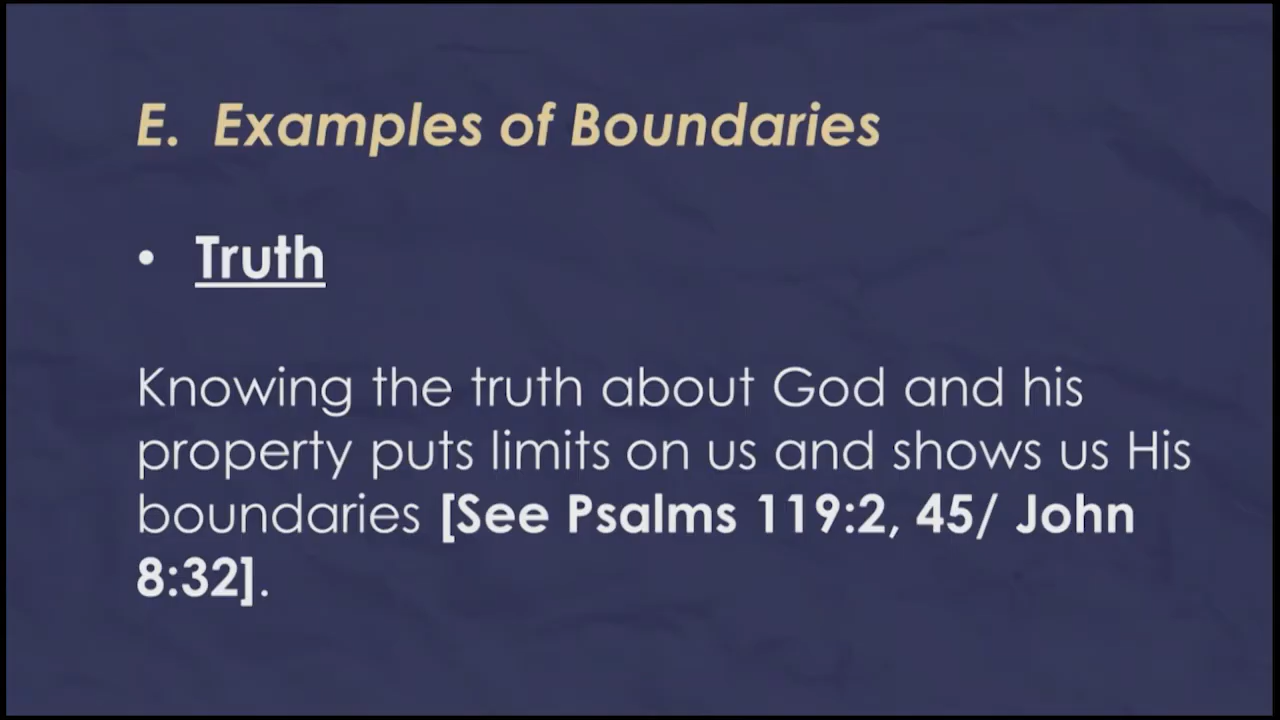 E. Examples of Boundaries
• Truth
Knowing the truth about God and his
property puts limits on us and shows us His
boundaries [See Psalms 119:2, 45/ John
8:32].